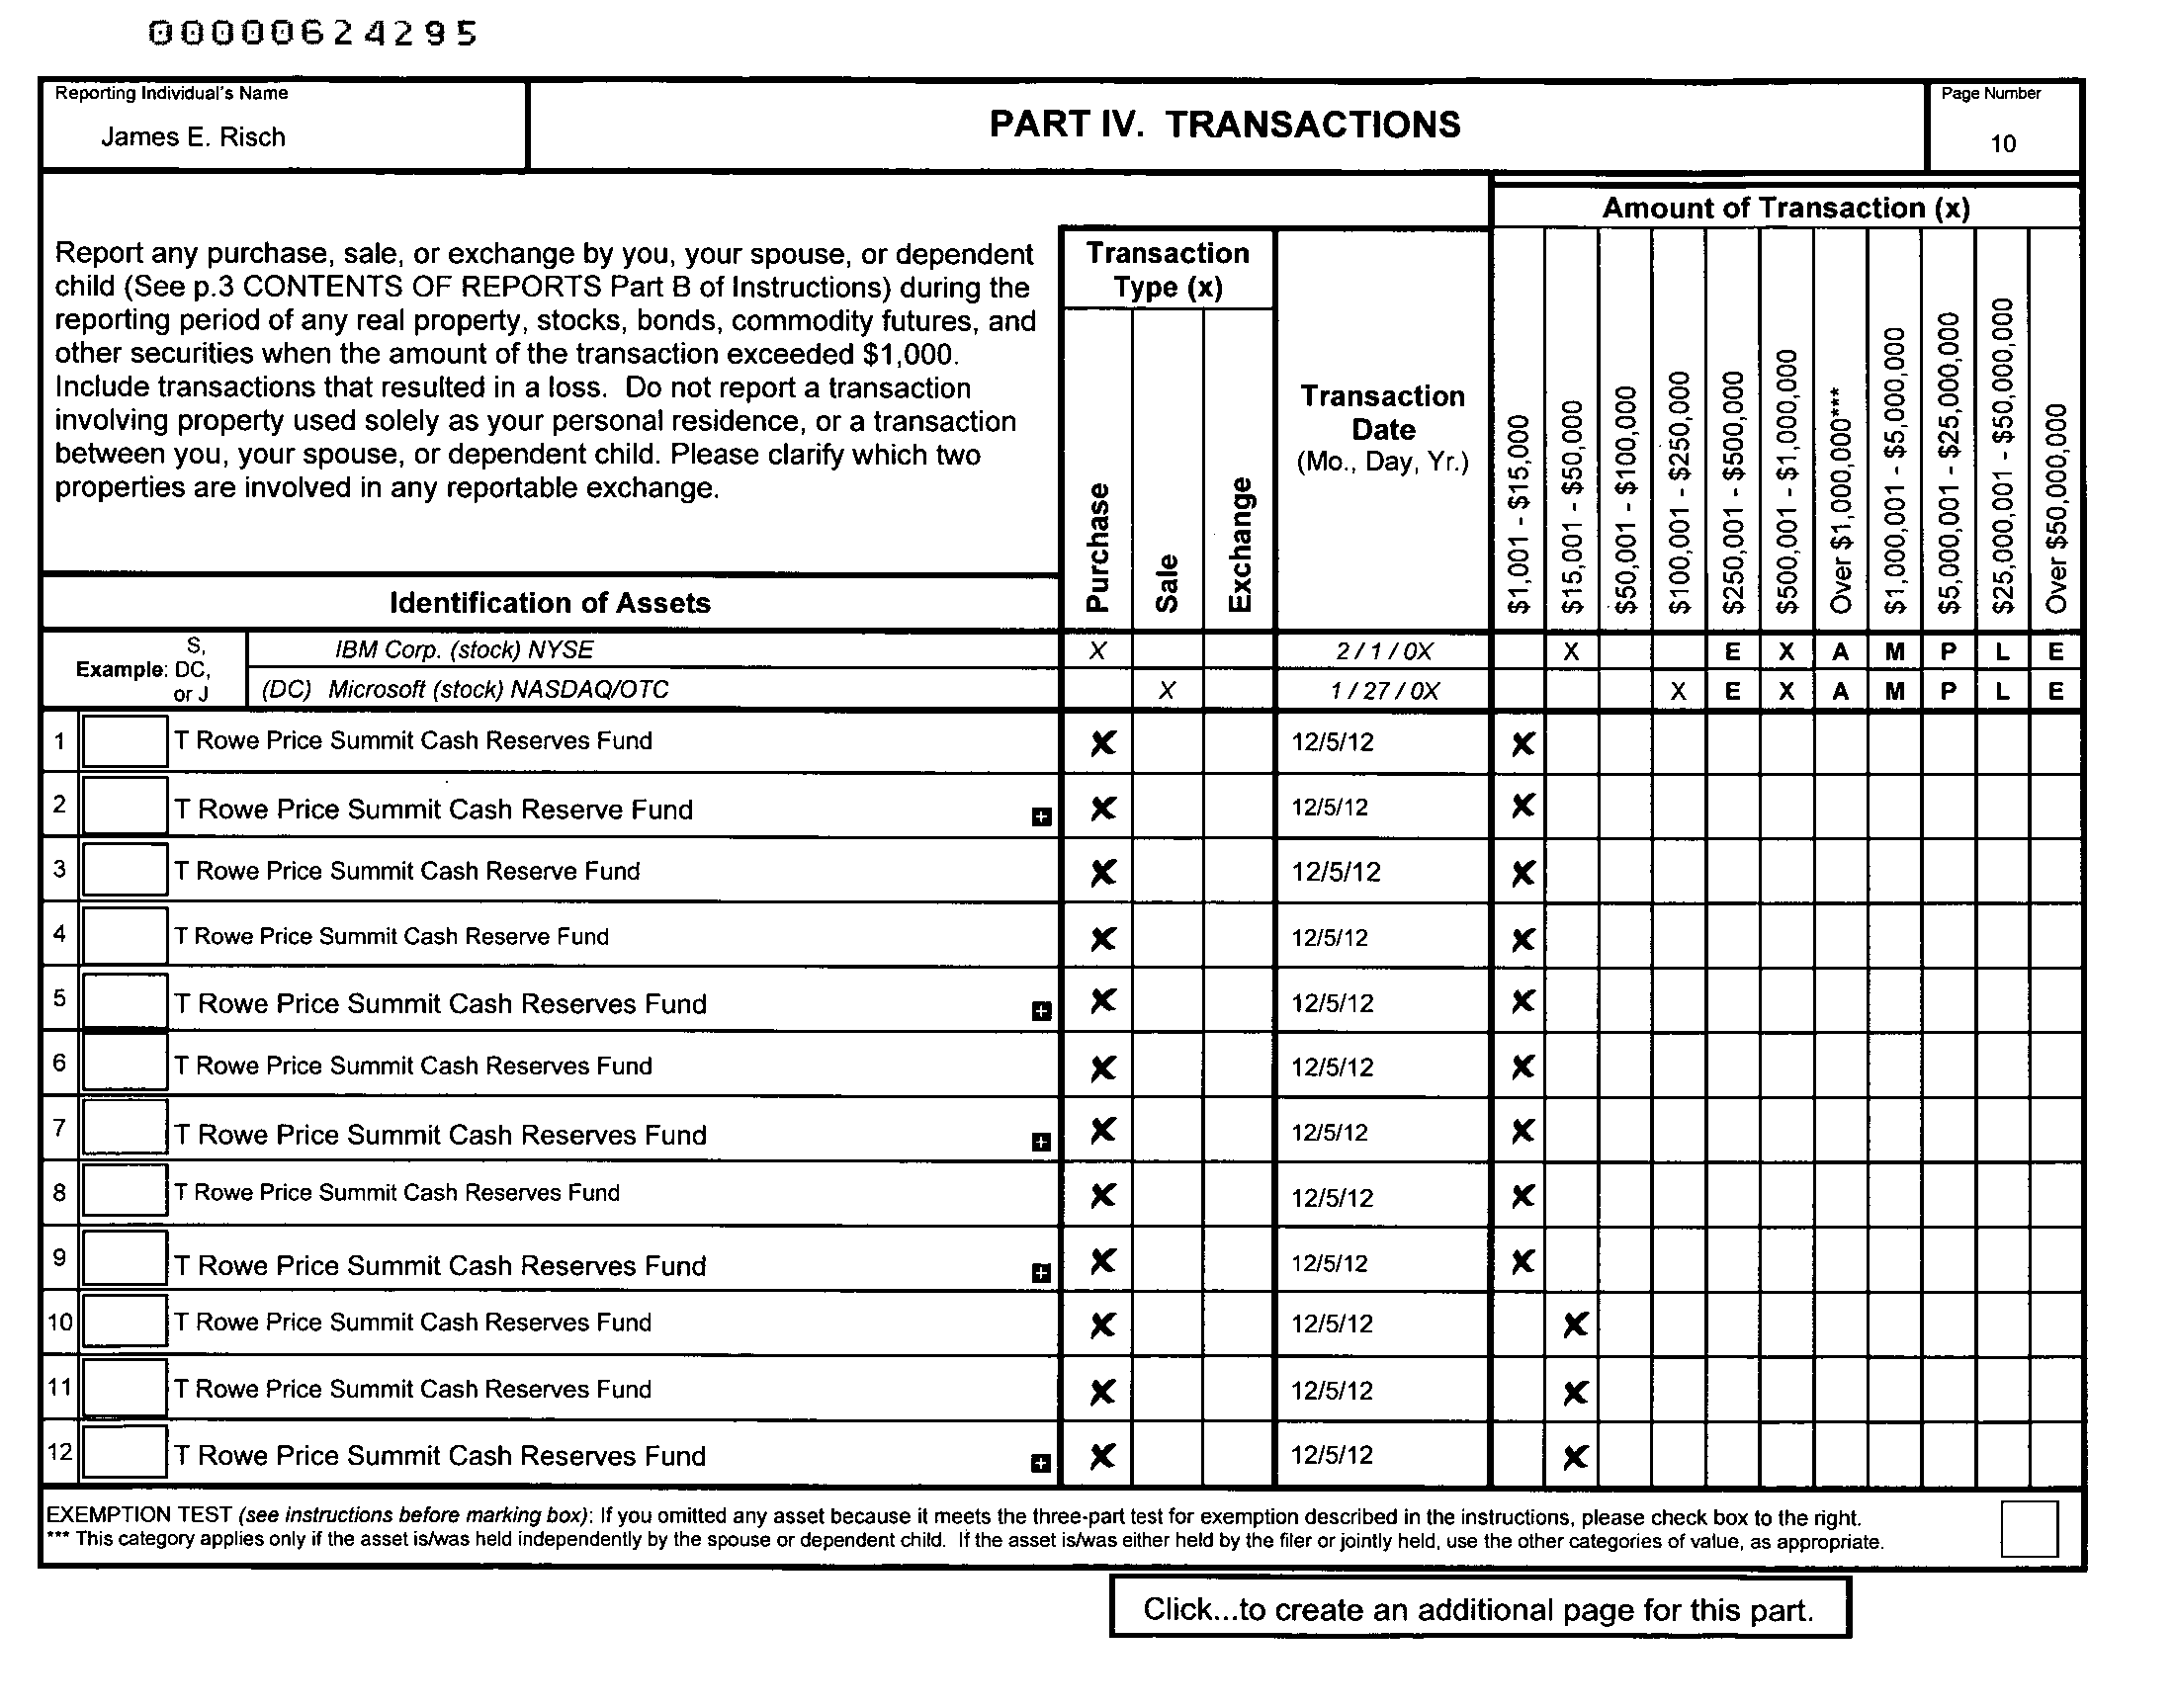 00000624295
Reporting Individual's Name
James E. Risch
PART IV. TRANSACTIONS
Page Number
10
Report any purchase, sale, or exchange by you, your spouse, or dependent
child (See p.3 CONTENTS OF REPORTS Part B of Instructions) during the
reporting period of any real property, stocks, bonds, commodity futures, and
other securities when the amount of the transaction exceeded $1,000.
Include transactions that resulted in a loss. Do not report a transaction
involving property used solely as your personal residence, or a transaction
between you, your spouse, or dependent child. Please clarify which two
properties are involved in any reportable exchange.
Identification of Assets
Transaction
Type (x)
Purchase
Sale
Exchange
Transaction
Date
(Mo., Day, Yr.)
Amount of Transaction (x)
$1,001 - $15,000
$15,001 - $50,000
$50,001 - $100,000
$100,001 - $250,000
$250,001 - $500,000
$500,001 - $1,000,000
Over $1,000,000***
$1,000,001 - $5,000,000
$5,000,001 - $25,000,000
$25,000,001 - $50,000,000
Over $50,000,000
Example: S, DC, or J
IBM Corp. (stock) NYSE X 2 / 1 / 0X X E X A M P L E
(DC) Microsoft (stock) NASDAQ/OTC X 1 / 27 / 0X X E X A M P L E
1 T Rowe Price Summit Cash Reserves Fund X 12/5/12 X
2 T Rowe Price Summit Cash Reserve Fund + X 12/5/12 X
3 T Rowe Price Summit Cash Reserve Fund X 12/5/12 X
4 T Rowe Price Summit Cash Reserve Fund X 12/5/12 X
5 T Rowe Price Summit Cash Reserves Fund + X 12/5/12 X
6 T Rowe Price Summit Cash Reserves Fund X 12/5/12 X
7 T Rowe Price Summit Cash Reserves Fund + X 12/5/12 X
8 T Rowe Price Summit Cash Reserves Fund X 12/5/12 X
9 T Rowe Price Summit Cash Reserves Fund + X 12/5/12 X
10 T Rowe Price Summit Cash Reserves Fund X 12/5/12 X
11 T Rowe Price Summit Cash Reserves Fund X 12/5/12 X
12 T Rowe Price Summit Cash Reserves Fund + X 12/5/12 X
EXEMPTION TEST (see instructions before marking box): If you omitted any asset because it meets the three-part test for exemption described in the instructions, please check box to the right.
*** This category applies only if the asset is/was held independently by the spouse or dependent child. If the asset is/was either held by the filer or jointly held, use the other categories of value, as appropriate.
Click...to create an additional page for this part.